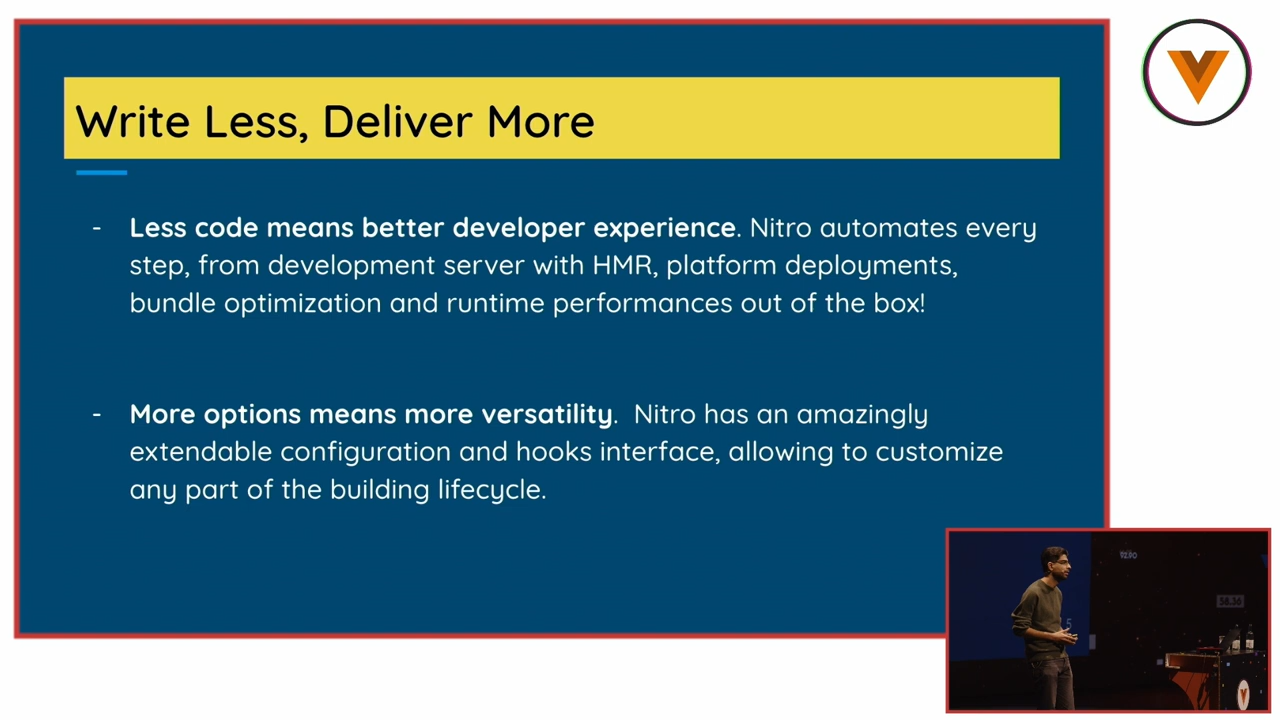 Write Less, Deliver More
- Less code means better developer experience. Nitro automates every
step, from development server with HMR, platform deployments,
bundle optimization and runtime performances out of the box!
- More options means more versatility.  Nitro has an amazingly
extendable configuration and hooks interface, allowing to customize
any part of the building lifecycle.
5